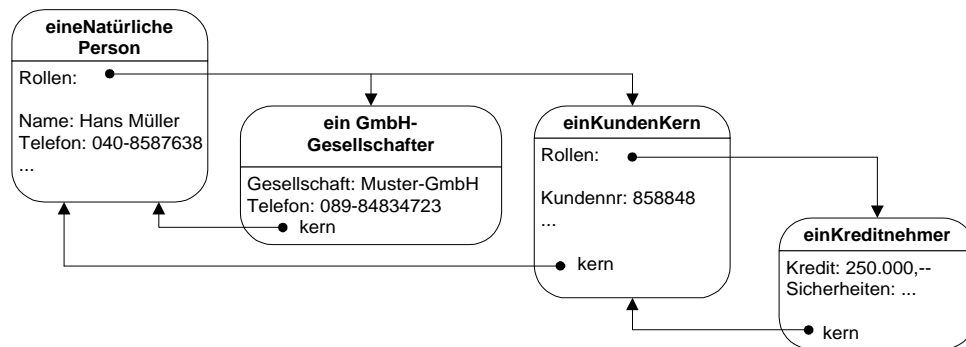 eineNatürliche
Person
Rollen:
Name: Hans Müller
Telefon: 040-8587638
...
ein GmbH-
Gesellschafter
Gesellschaft: Muster-GmbH
Telefon: 089-84834723
kern
einKundenKern
Rollen:
Kundennr: 858848
...
kern
einKreditnehmer
Kredit: 250.000,--
Sicherheiten: ...
kern